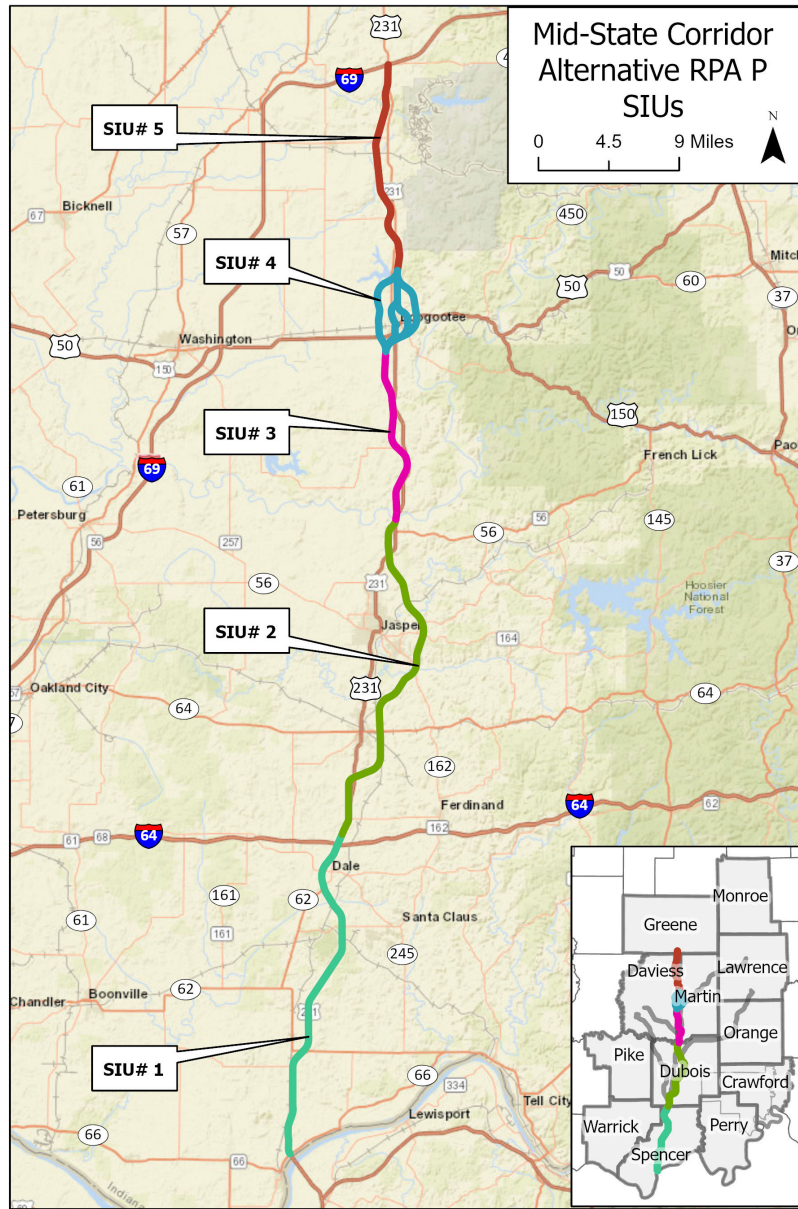 Mid-State Corridor
Alternative RPA P
SIUs
N
0 4.5 9 Miles
231
69
SIU# 5
231
67
Bicknell
57
450
SIU# 4
50
60
50
37
50
Washington
150
SIU# 3
150
French Lick
69
61
Petersburg
56
257
56
56
145
37
231
56
Hoosier
National
Forest
SIU# 2
164
231
Oakland City
64
64
162
Ferdinand
64
62
61
68
64
162
Dale
161
62
61
161
Santa Claus
245
62
Boonville
Chandler
SIU# 1
66
334
Tell City
Lewisport
66
66
Monroe
Greene
Daviess
Lawrence
Martin
Orange
Pike
Dubois
Crawford
Warrick
Perry
Spencer